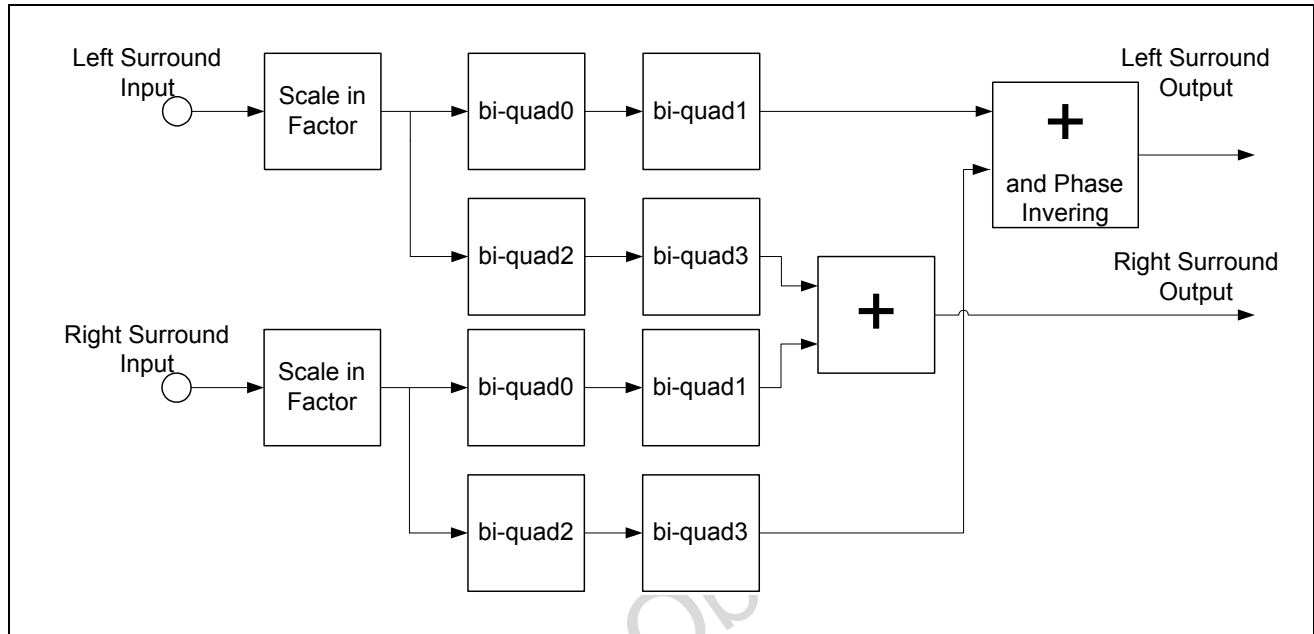 Left Surround
Input
Scale in
Factor
bi-quad0
bi-quad1
+
and Phase
Invering
Left Surround
Output
bi-quad2
bi-quad3
+
Right Surround
Output
Right Surround
Input
Scale in
Factor
bi-quad0
bi-quad1
bi-quad2
bi-quad3